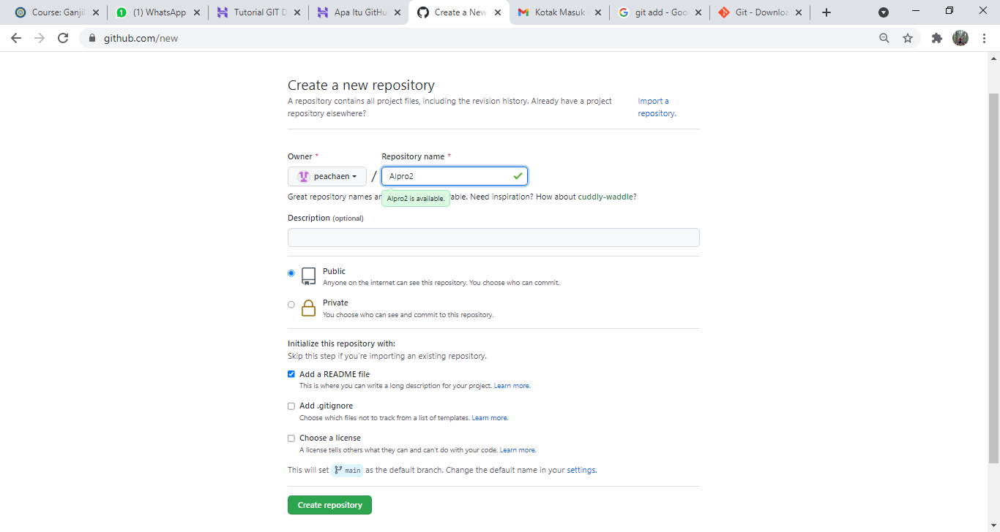 Course: Ganjil
(1) WhatsApp
Tutorial GIT D
Apa Itu GitHu
Create a New
Kotak Masuk
git add - Goo
Git - Downloa
github.com/new
Create a new repository
A repository contains all project files, including the revision history. Already have a project
repository elsewhere?
Import a
repository.
Owner *
Repository name *
peachaen
/
Alpro2
Great repository names ar
Alpro2 is available.
able. Need inspiration? How about cuddly-waddle?
Description (optional)
Public
Anyone on the internet can see this repository. You choose who can commit.
Private
You choose who can see and commit to this repository.
Initialize this repository with:
Skip this step if you're importing an existing repository.
Add a README file
This is where you can write a long description for your project. Learn more.
Add .gitignore
Choose which files not to track from a list of templates. Learn more.
Choose a license
A license tells others what they can and can't do with your code. Learn more.
This will set main as the default branch. Change the default name in your settings.
Create repository